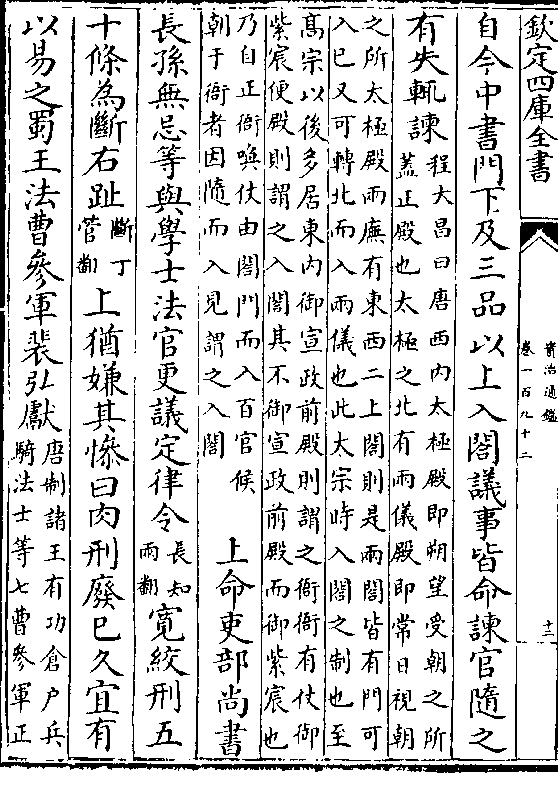 欽定四庫全書
資治通鑑
卷一百九十二
十二
自今中書門下及三品以上入閤議事皆命諫官隨之
有失輒諫
程大昌曰唐西内太極殿即朔望受朝之所
蓋正殿也太極之北有兩儀殿即常日視朝
之所太極殿兩廡有東西二上閤則是兩閤皆有門可
入已又可轉北而入兩儀也此太宗時入閤之制也至
髙宗以後多居東内御宣政前殿則謂之衙衙有仗御
紫宸便殿則謂之入閤其不御宣政前殿而御紫宸也
乃自正衙喚仗由閤門而入百官候
朝于衙者因隨而入見謂之入閤
上命吏部尚書
長孫無忌等與學士法官更議定律令
長知
兩翻
寛絞刑五
十條為斷右趾
斷丁
管翻
上猶嫌其慘曰肉刑廢已久宜有
以易之蜀王法曹參軍裴弘獻
唐制諸王有功倉户兵
騎法士等七曹參軍正